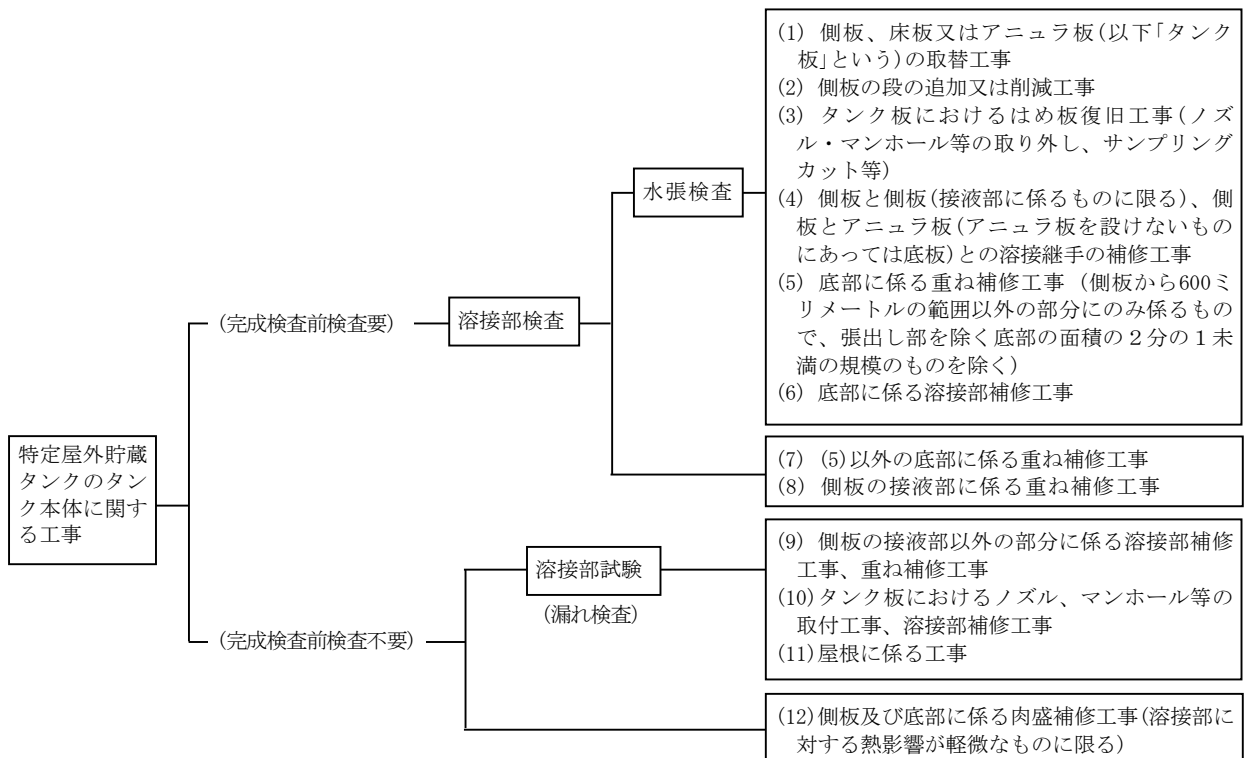 特定屋外貯蔵
タンクのタン
ク本体に関す
る工事
(完成検査前検査要)
溶接部検査
水張検査
(1) 側板、床板又はアニュラ板(以下「タンク
板」という)の取替工事
(2) 側板の段の追加又は削減工事
(3) タンク板におけるはめ板復旧工事(ノズ
ル・マンホール等の取り外し、サンプリング
カット等)
(4) 側板と側板(接液部に係るものに限る)、側
板とアニュラ板(アニュラ板を設けないもの
にあっては底板)との溶接継手の補修工事
(5) 底部に係る重ね補修工事 (側板から600ミ
リメートルの範囲以外の部分にのみ係るもの
で、張出し部を除く底部の面積の２分の１未
満の規模のものを除く)
(6) 底部に係る溶接部補修工事
(7) (5)以外の底部に係る重ね補修工事
(8) 側板の接液部に係る重ね補修工事
(完成検査前検査不要)
溶接部試験
(漏れ検査)
(9) 側板の接液部以外の部分に係る溶接部補修
工事、重ね補修工事
(10)タンク板におけるノズル、マンホール等の
取付工事、溶接部補修工事
(11)屋根に係る工事
(12)側板及び底部に係る肉盛補修工事(溶接部に
対する熱影響が軽微なものに限る)